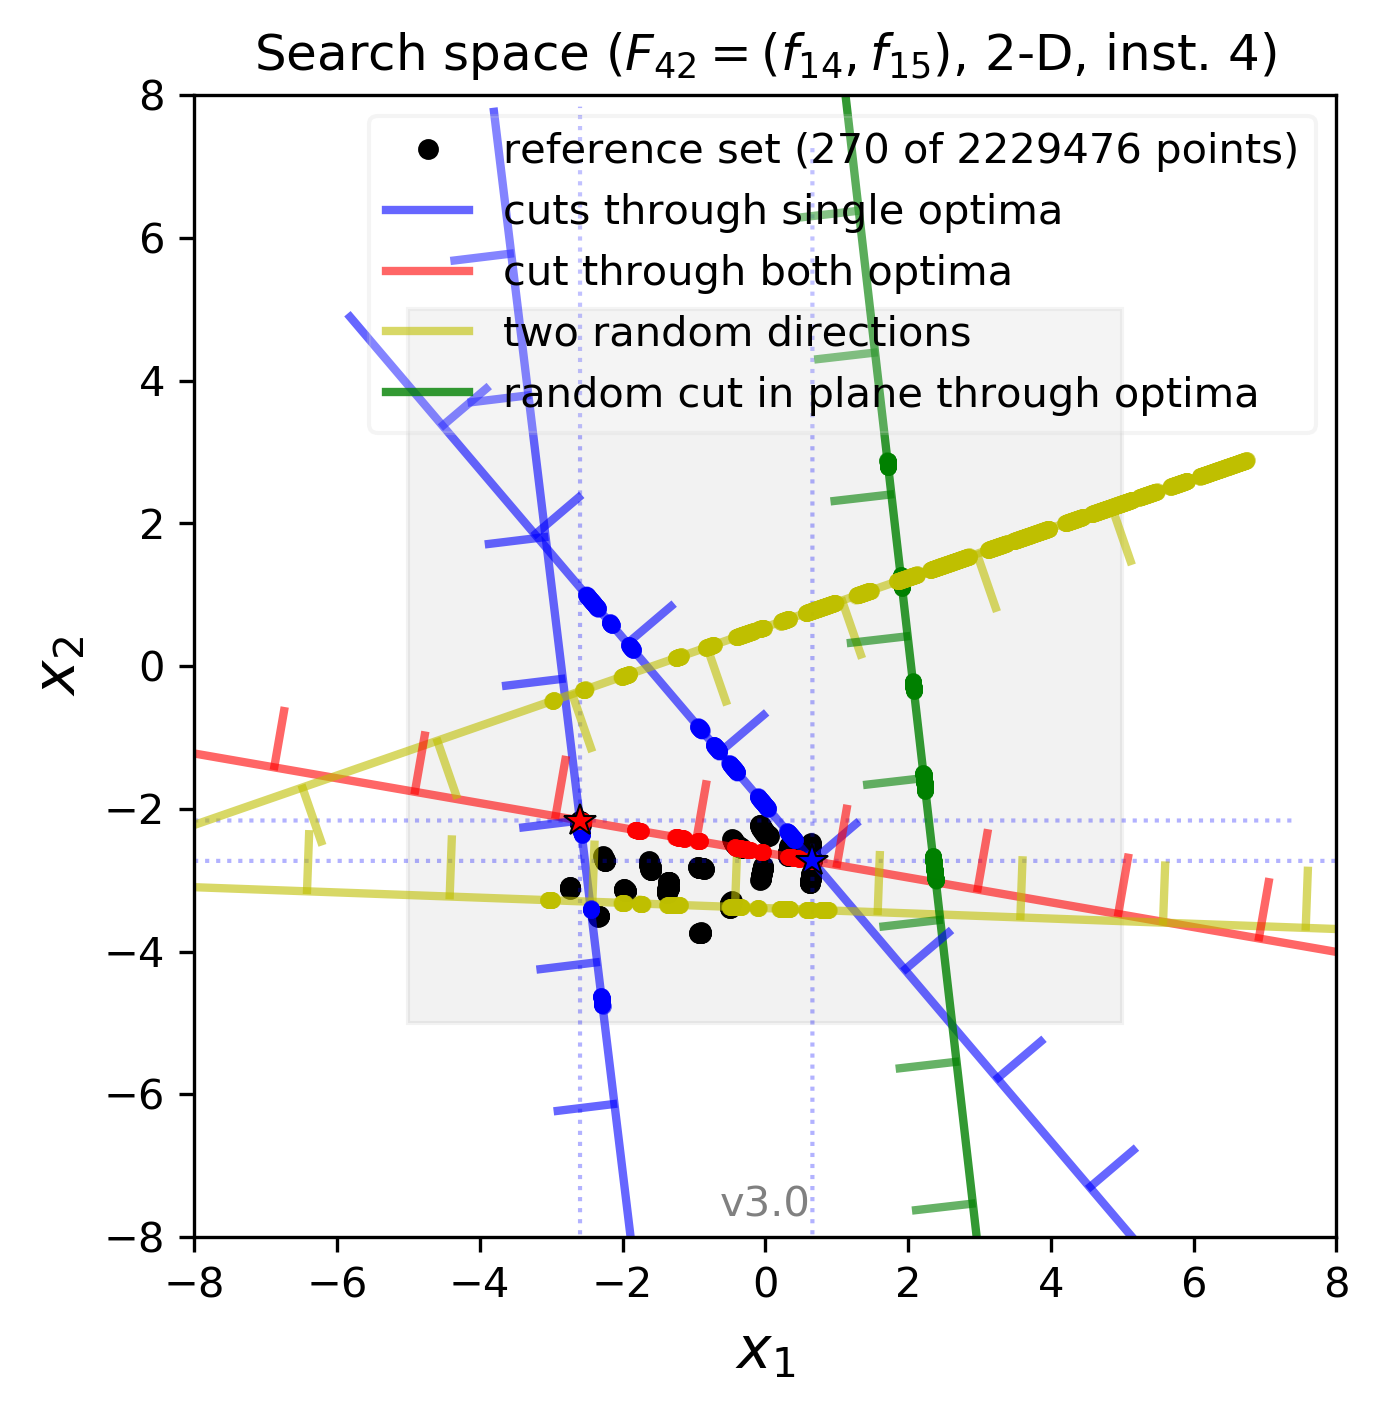 Search space (F₄₂ = (f₁₄, f₁₅), 2-D, inst. 4)
8
6
4
2
0
−2
−4
−6
−8
x₂
reference set (270 of 2229476 points)
cuts through single optima
cut through both optima
two random directions
random cut in plane through optima
v3.0
−8 −6 −4 −2 0 2 4 6 8
x₁